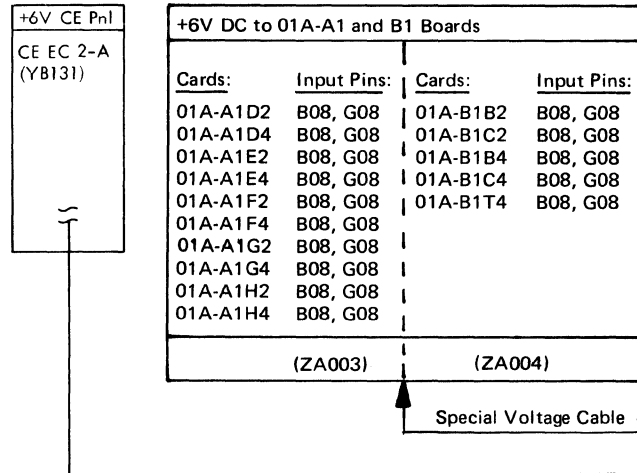 +6V CE Pnl
CE EC 2-A
(YB131)
+6V DC to 01A-A1 and B1 Boards
Cards: Input Pins: Cards: Input Pins:
01A-A1D2 B08, G08 01A-B1B2 B08, G08
01A-A1D4 B08, G08 01A-B1C2 B08, G08
01A-A1E2 B08, G08 01A-B1B4 B08, G08
01A-A1E4 B08, G08 01A-B1C4 B08, G08
01A-A1F2 B08, G08 01A-B1T4 B08, G08
01A-A1F4 B08, G08
01A-A1G2 B08, G08
01A-A1G4 B08, G08
01A-A1H2 B08, G08
01A-A1H4 B08, G08
(ZA003) (ZA004)
Special Voltage Cable